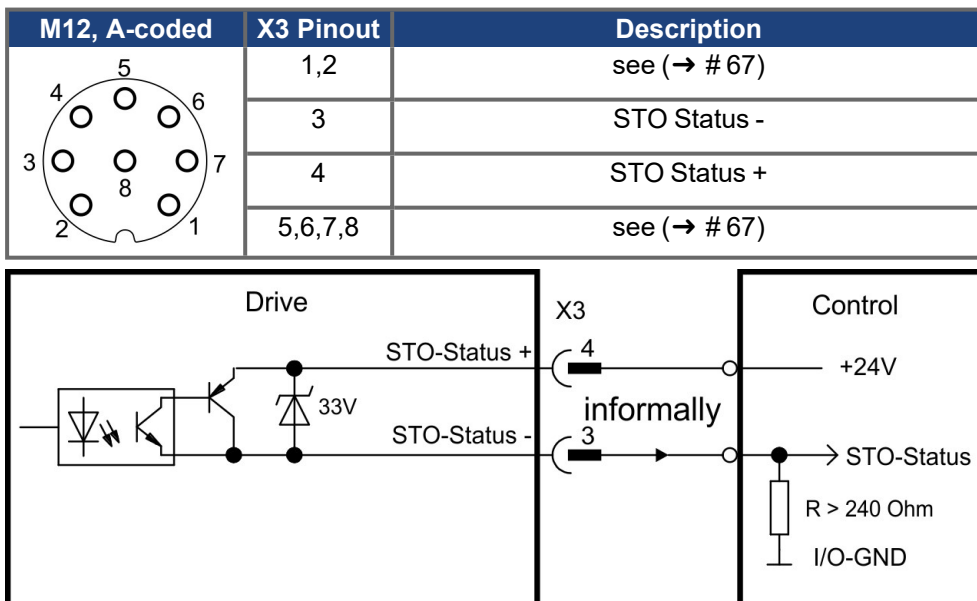 M12, A-coded X3 Pinout Description
1,2 see (➜ # 67)
3 STO Status -
4 STO Status +
5,6,7,8 see (➜ # 67)
5
4 6
3 7
8
2 1
Drive X3 Control
STO-Status + 4 +24V
33V informally
STO-Status - 3 STO-Status
R > 240 Ohm
I/O-GND